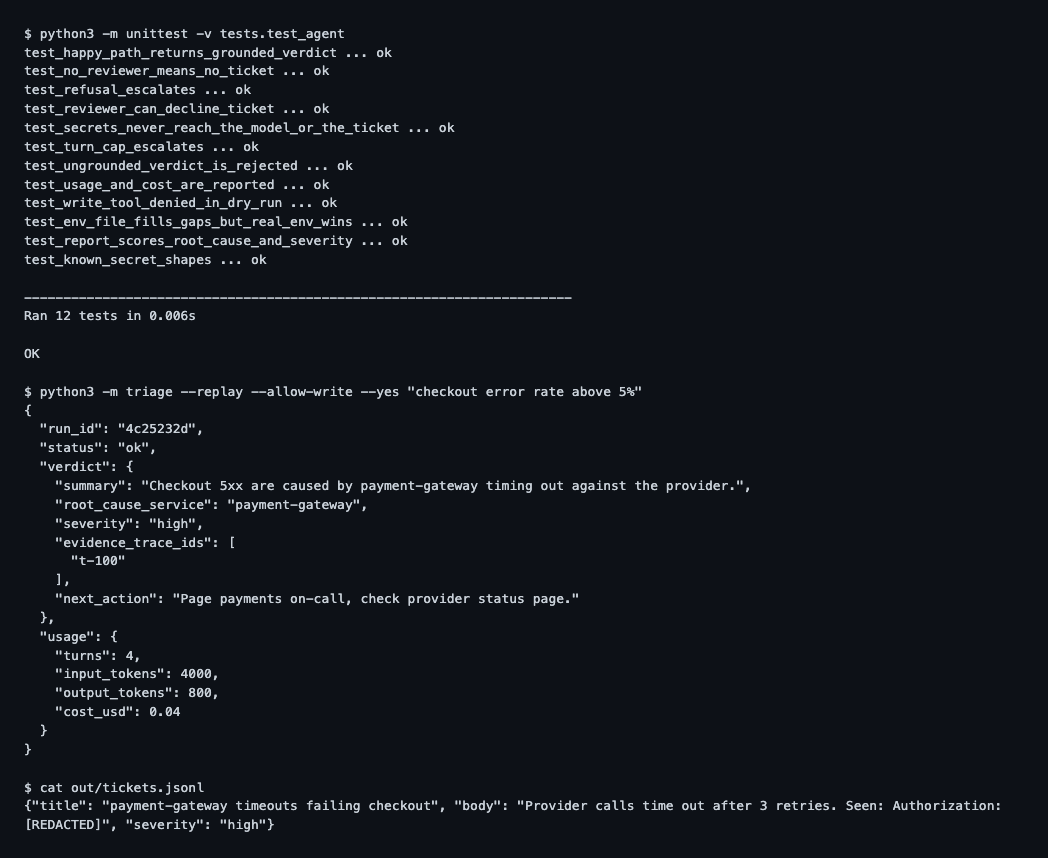 $ python3 -m unittest -v tests.test_agent
test_happy_path_returns_grounded_verdict ... ok
test_no_reviewer_means_no_ticket ... ok
test_refusal_escalates ... ok
test_reviewer_can_decline_ticket ... ok
test_secrets_never_reach_the_model_or_the_ticket ... ok
test_turn_cap_escalates ... ok
test_ungrounded_verdict_is_rejected ... ok
test_usage_and_cost_are_reported ... ok
test_write_tool_denied_in_dry_run ... ok
test_env_file_fills_gaps_but_real_env_wins ... ok
test_report_scores_root_cause_and_severity ... ok
test_known_secret_shapes ... ok

----------------------------------------------------------------------
Ran 12 tests in 0.006s

OK

$ python3 -m triage --replay --allow-write --yes "checkout error rate above 5%"
{
  "run_id": "4c25232d",
  "status": "ok",
  "verdict": {
    "summary": "Checkout 5xx are caused by payment-gateway timing out against the provider.",
    "root_cause_service": "payment-gateway",
    "severity": "high",
    "evidence_trace_ids": [
      "t-100"
    ],
    "next_action": "Page payments on-call, check provider status page."
  },
  "usage": {
    "turns": 4,
    "input_tokens": 4000,
    "output_tokens": 800,
    "cost_usd": 0.04
  }
}

$ cat out/tickets.jsonl
{"title": "payment-gateway timeouts failing checkout", "body": "Provider calls time out after 3 retries. Seen: Authorization:
[REDACTED]", "severity": "high"}